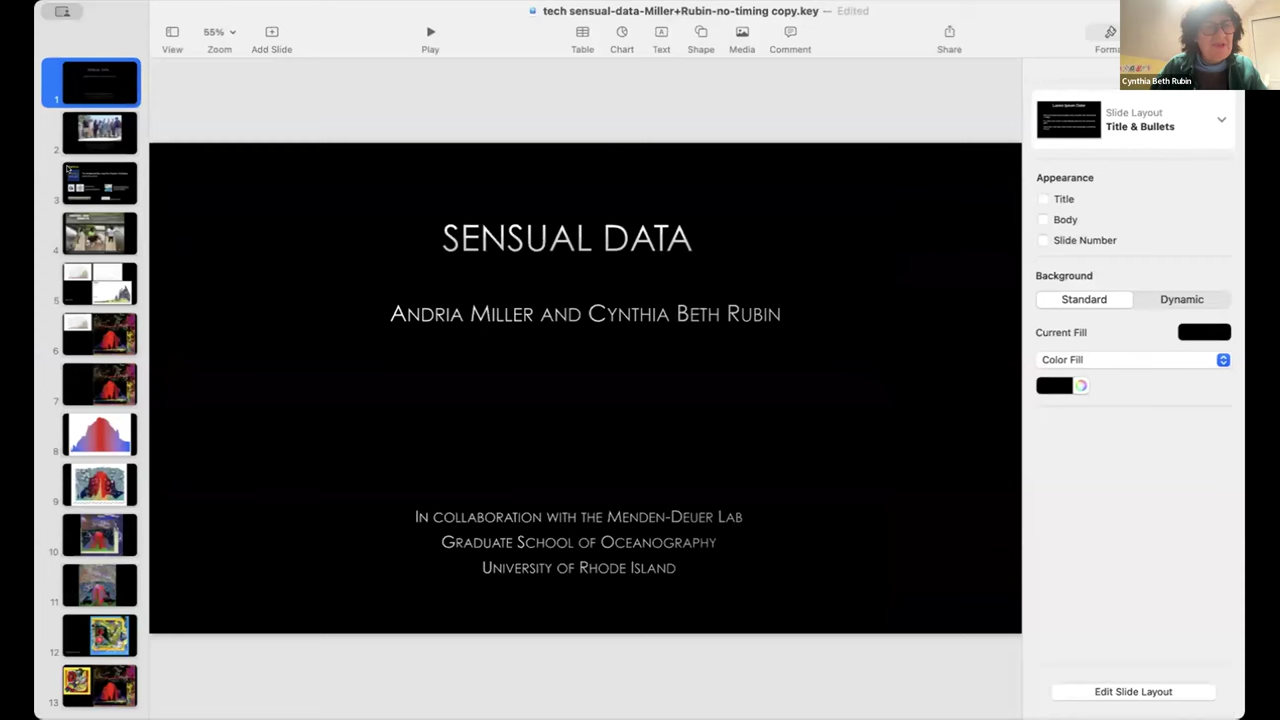 tech sensual-data-Miller+Rubin-no-timing copy.key — Edited
55%
View
Zoom
Add Slide
Play
Table
Chart
Text
Shape
Media
Comment
Share
Cynthia Beth Rubin
Slide Layout
Title & Bullets
Appearance
Title
Body
Slide Number
Background
Standard
Dynamic
Current Fill
Color Fill
Edit Slide Layout
1
2
3
4
5
6
7
8
9
10
11
12
13
SENSUAL DATA
ANDRIA MILLER AND CYNTHIA BETH RUBIN
IN COLLABORATION WITH THE MENDEN-DEUER LAB
GRADUATE SCHOOL OF OCEANOGRAPHY
UNIVERSITY OF RHODE ISLAND